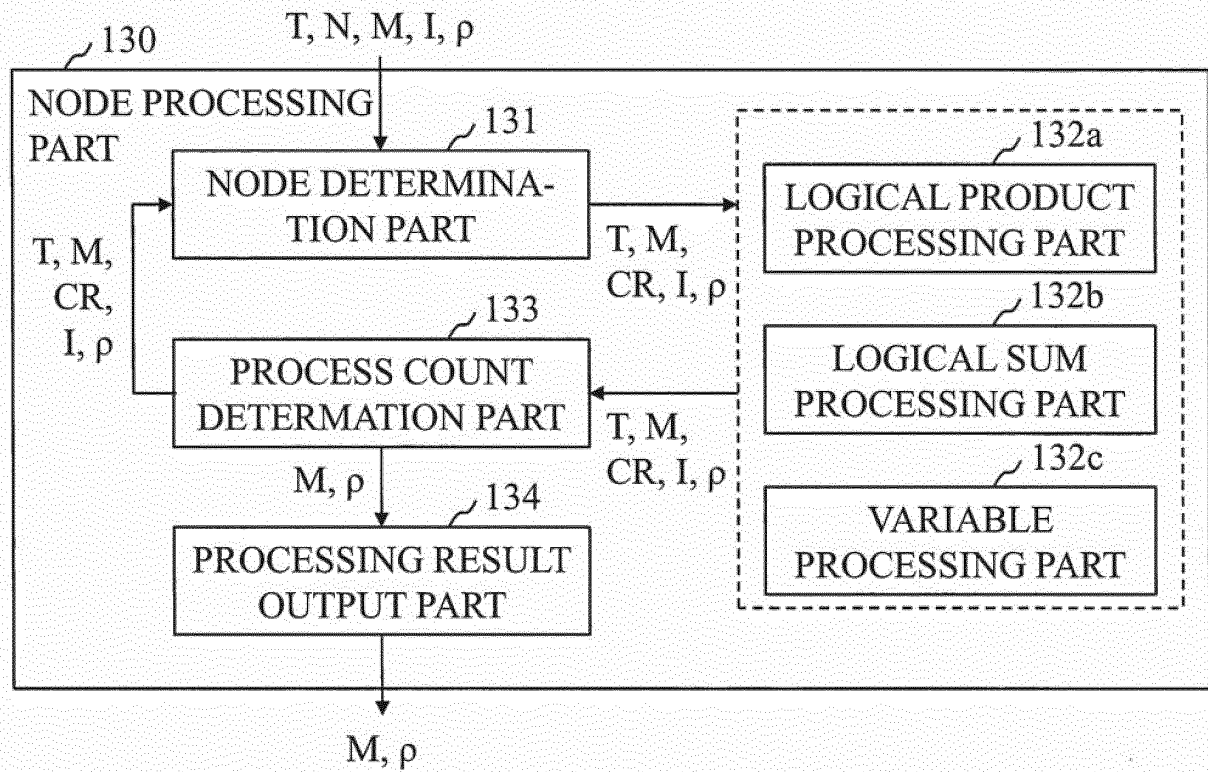 130
T, N, M, I, ρ
NODE PROCESSING
PART
131
NODE DETERMINA-
TION PART
T, M,
CR, I, ρ
132a
LOGICAL PRODUCT
PROCESSING PART
132b
LOGICAL SUM
PROCESSING PART
132c
VARIABLE
PROCESSING PART
T, M,
CR,
I, ρ
133
PROCESS COUNT
DETERMATION PART
T, M,
CR, I, ρ
M, ρ
134
PROCESSING RESULT
OUTPUT PART
M, ρ